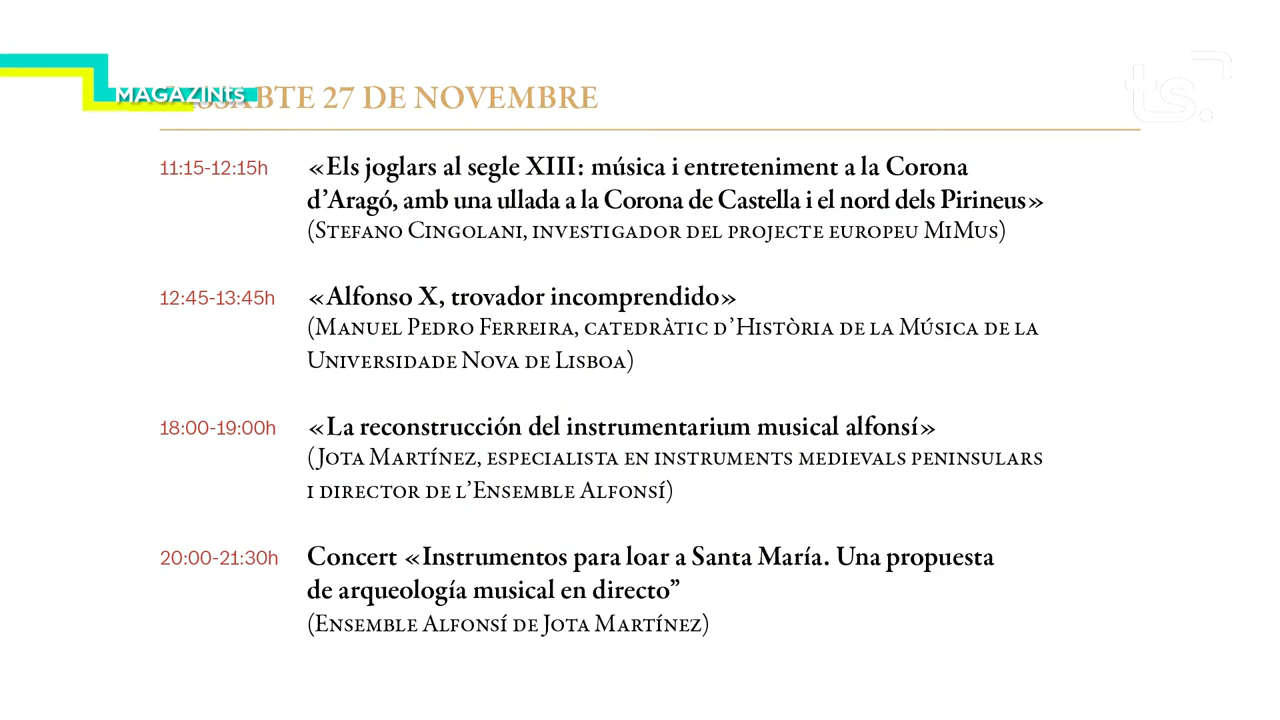 MAGAZINts
ts.
BTE 27 DE NOVEMBRE
11:15-12:15h
«Els joglars al segle XIII: música i entreteniment a la Corona
d’Aragó, amb una ullada a la Corona de Castella i el nord dels Pirineus»
(Stefano Cingolani, investigador del projecte europeu MiMus)
12:45-13:45h
«Alfonso X, trovador incomprendido»
(Manuel Pedro Ferreira, catedràtic d’Història de la Música de la
Universidade Nova de Lisboa)
18:00-19:00h
«La reconstrucción del instrumentarium musical alfonsí»
(Jota Martínez, especialista en instruments medievals peninsulars
i director de l’Ensemble Alfonsí)
20:00-21:30h
Concert «Instrumentos para loar a Santa María. Una propuesta
de arqueología musical en directo”
(Ensemble Alfonsí de Jota Martínez)